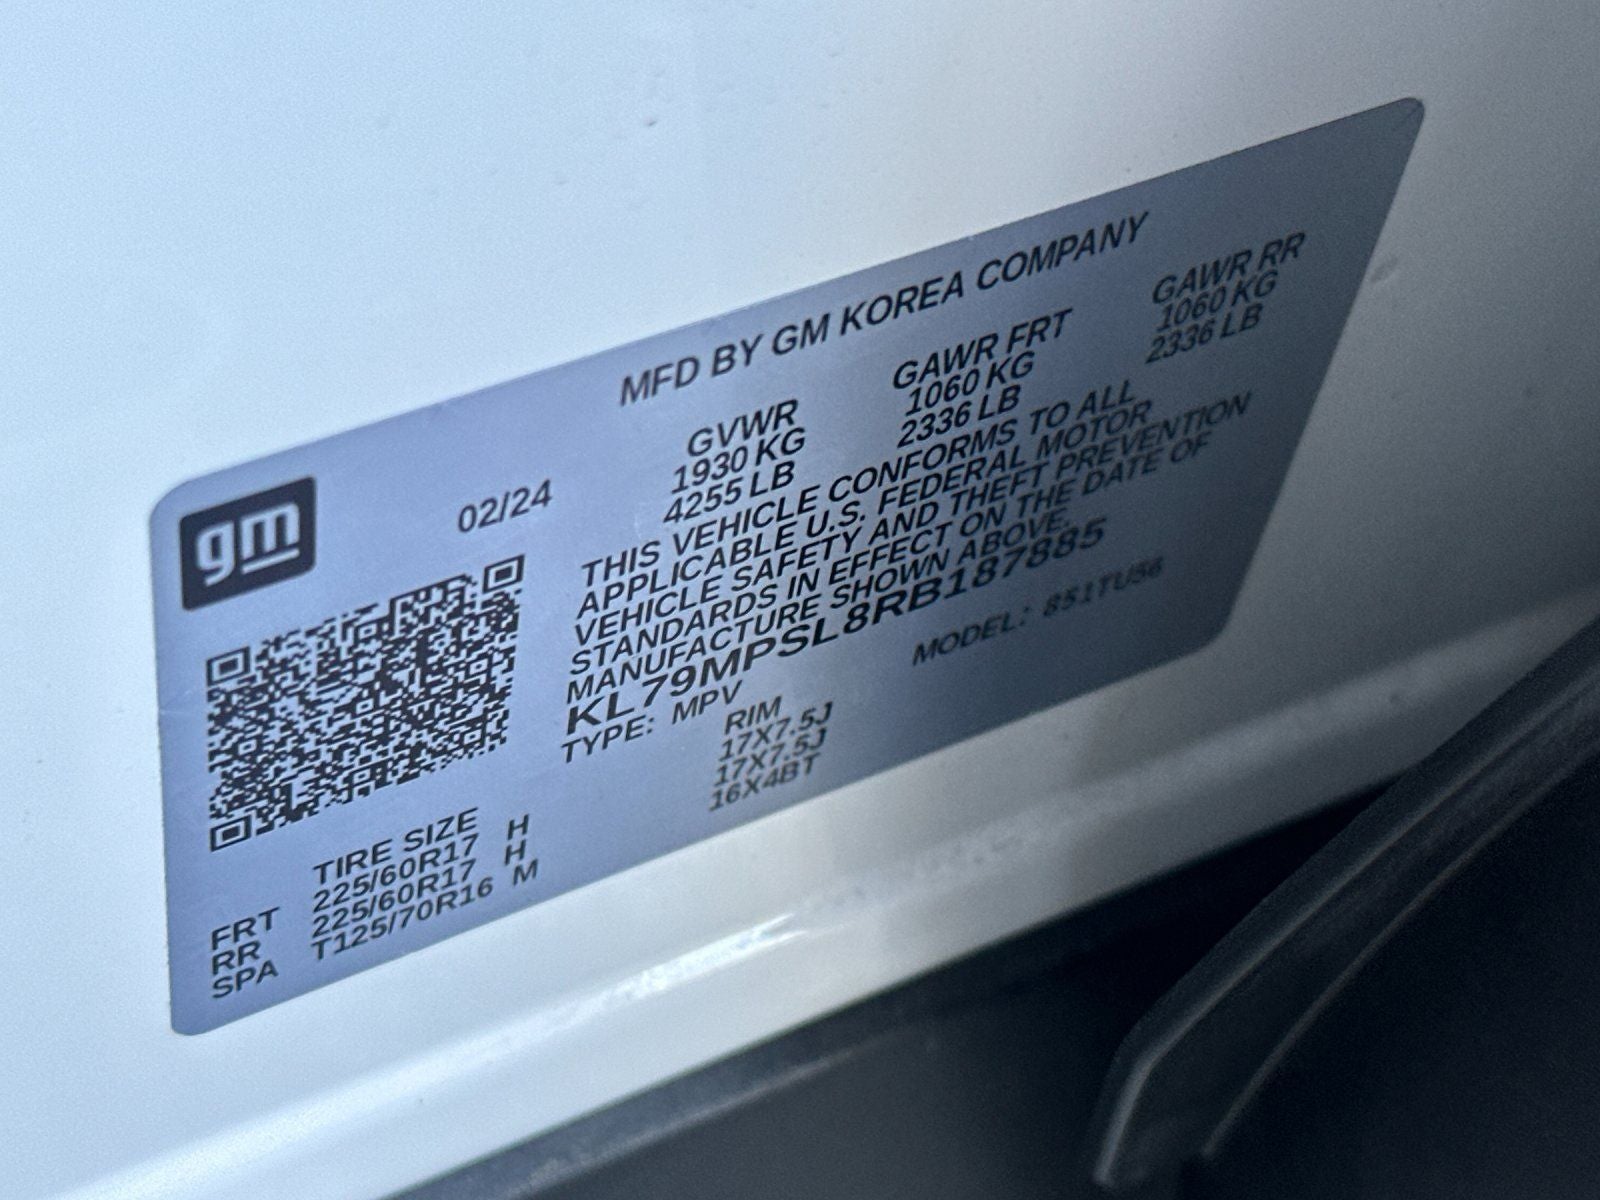 gm
MFD BY GM KOREA COMPANY
02/24
GVWR GAWR FRT GAWR RR
1930 KG 1060 KG 1060 KG
4255 LB 2336 LB 2336 LB
THIS VEHICLE CONFORMS TO ALL
APPLICABLE U.S. FEDERAL MOTOR
VEHICLE SAFETY AND THEFT PREVENTION
STANDARDS IN EFFECT ON THE DATE OF
MANUFACTURE SHOWN ABOVE.
KL79MPSL8RB187885
TYPE: MPV MODEL: 851TU56
TIRE SIZE RIM
FRT 225/60R17 H 17X7.5J
RR 225/60R17 H 17X7.5J
SPA T125/70R16 M 16X4BT